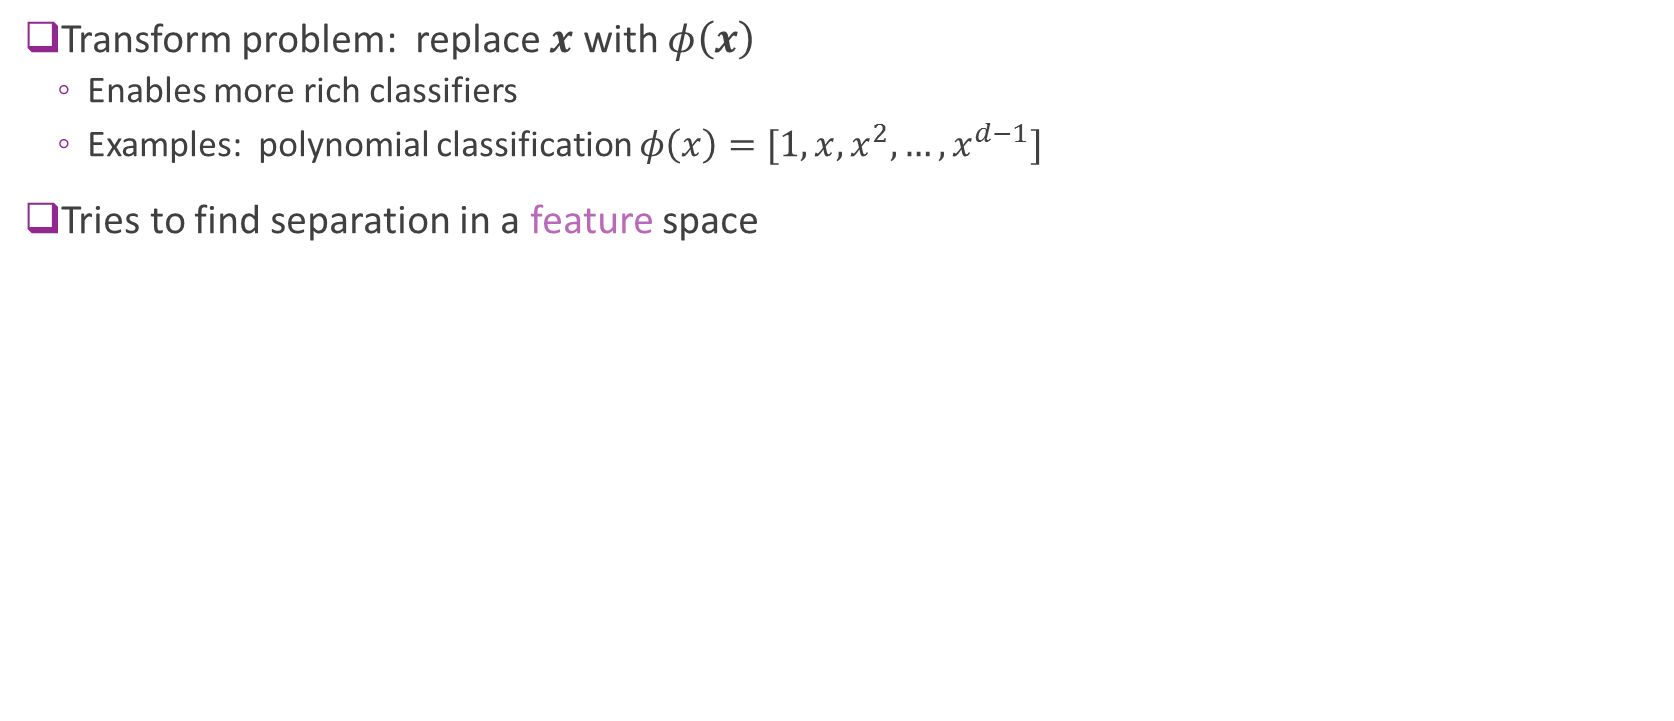 ❑Transform problem: replace 𝒙 with 𝜙(𝒙)
◦ Enables more rich classifiers
◦ Examples: polynomial classification 𝜙(𝑥) = [1, 𝑥, 𝑥², … , 𝑥ᵈ⁻¹]
❑Tries to find separation in a feature space